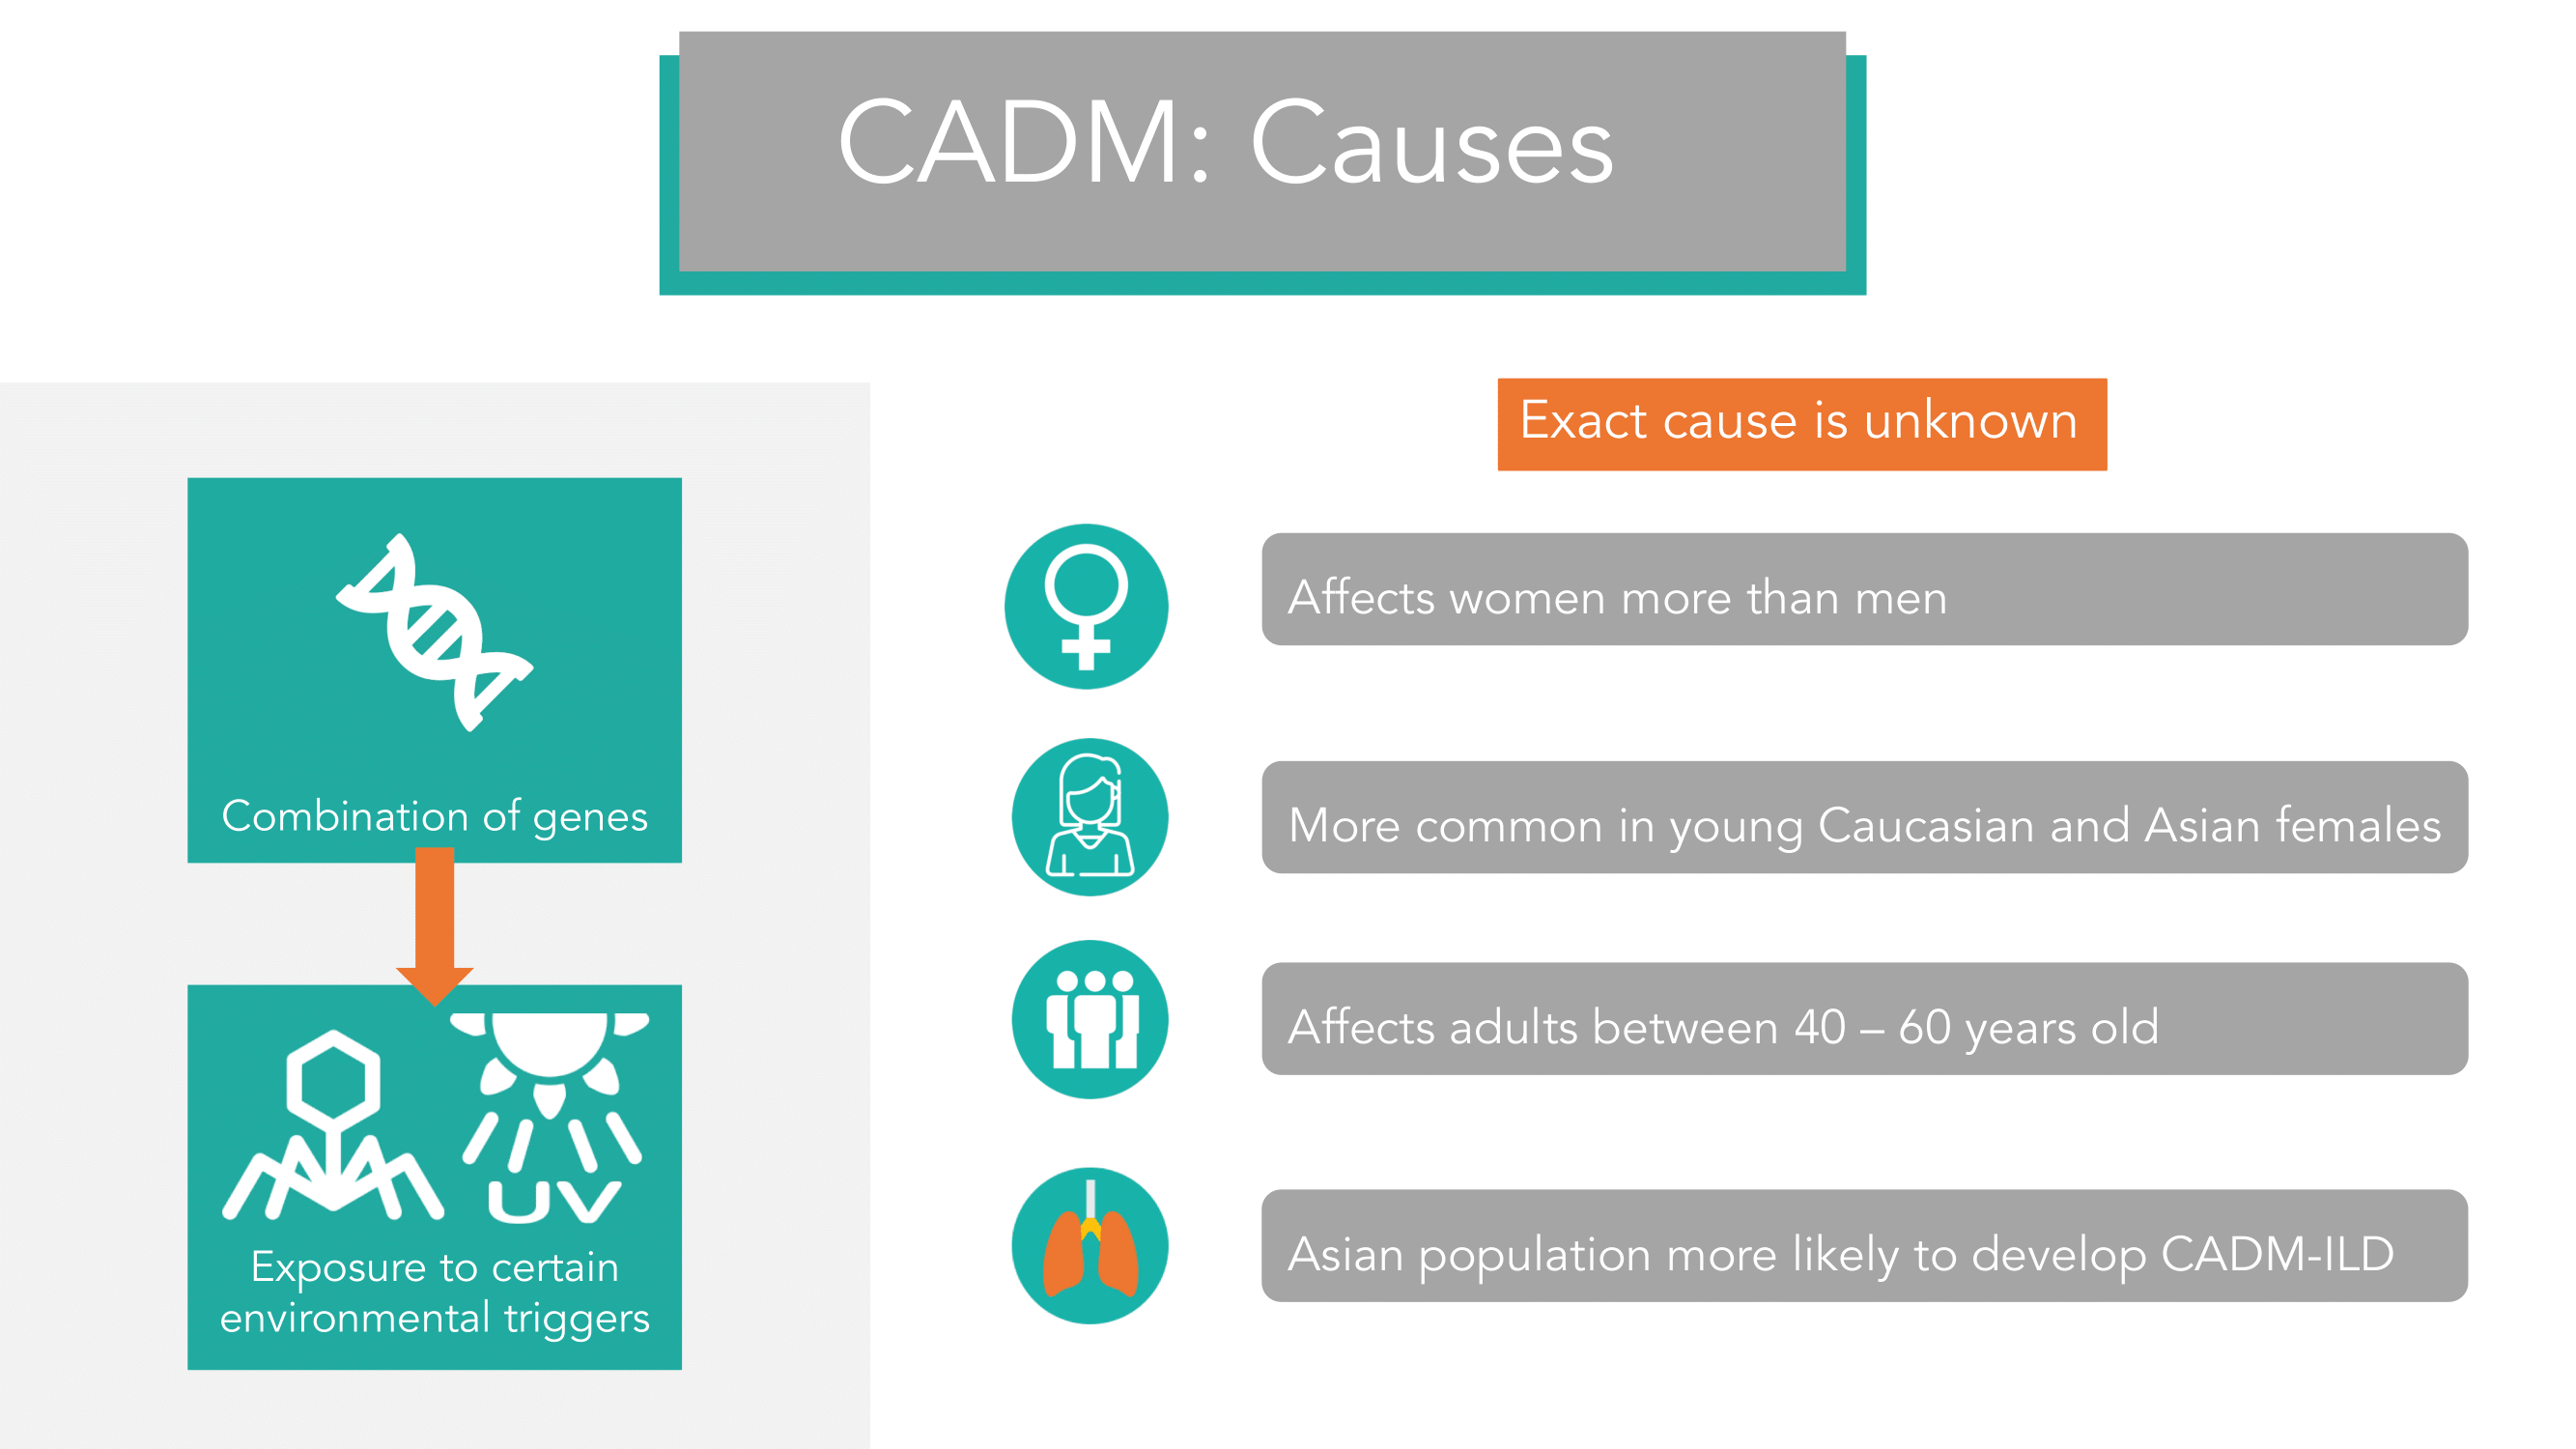 CADM: Causes
Combination of genes
UV
Exposure to certain
environmental triggers
Exact cause is unknown
Affects women more than men
More common in young Caucasian and Asian females
Affects adults between 40 – 60 years old
Asian population more likely to develop CADM-ILD